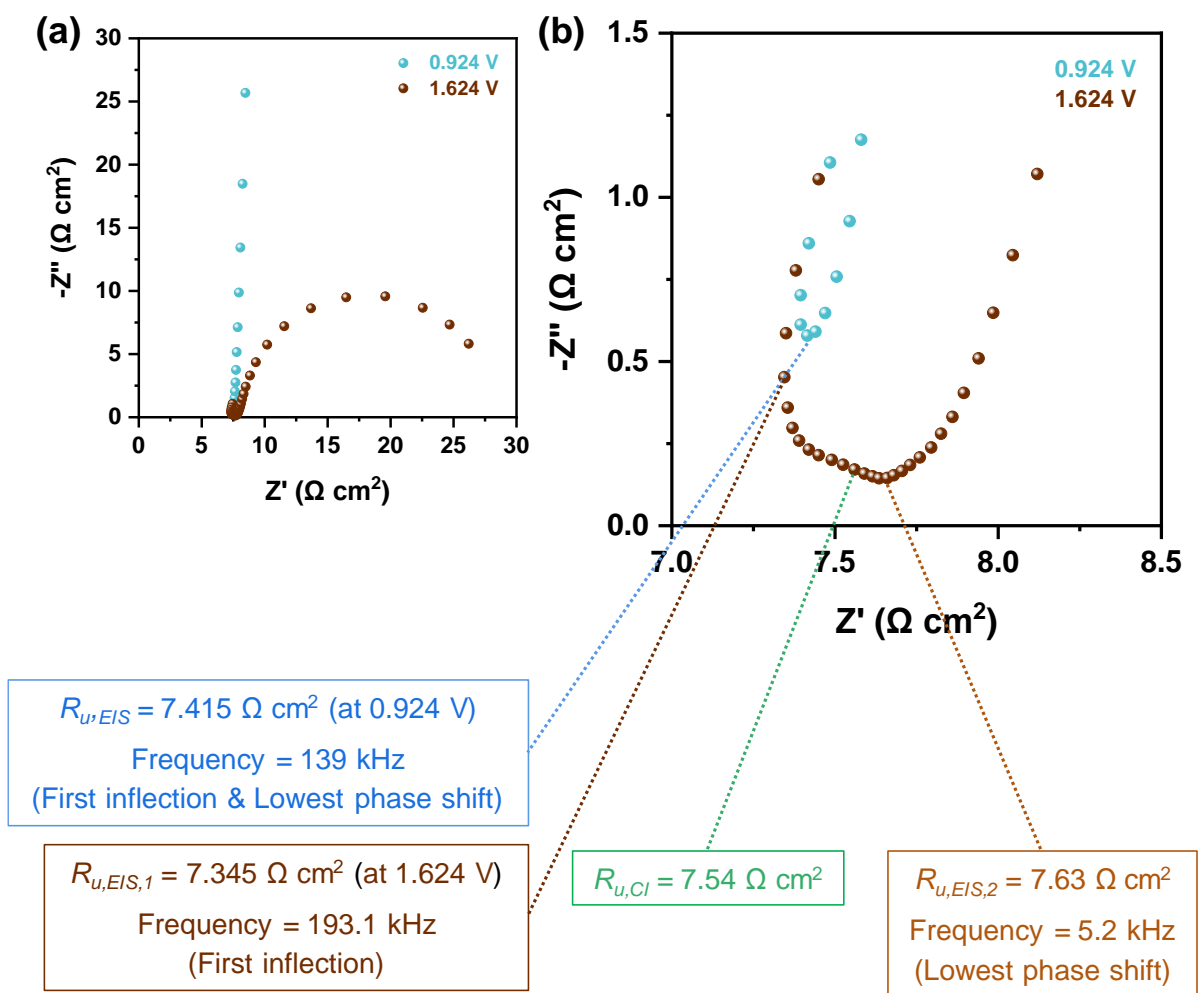 (a)
30
25
20
15
10
5
0
-Z'' (Ω cm²)
0.924 V
1.624 V
0 5 10 15 20 25 30
Z' (Ω cm²)
(b)
1.5
1.0
0.5
0.0
-Z'' (Ω cm²)
0.924 V
1.624 V
7.0 7.5 8.0 8.5
Z' (Ω cm²)
Ru,EIS = 7.415 Ω cm² (at 0.924 V)
Frequency = 139 kHz
(First inflection & Lowest phase shift)
Ru,EIS,1 = 7.345 Ω cm² (at 1.624 V)
Frequency = 193.1 kHz
(First inflection)
Ru,CI = 7.54 Ω cm²
Ru,EIS,2 = 7.63 Ω cm²
Frequency = 5.2 kHz
(Lowest phase shift)